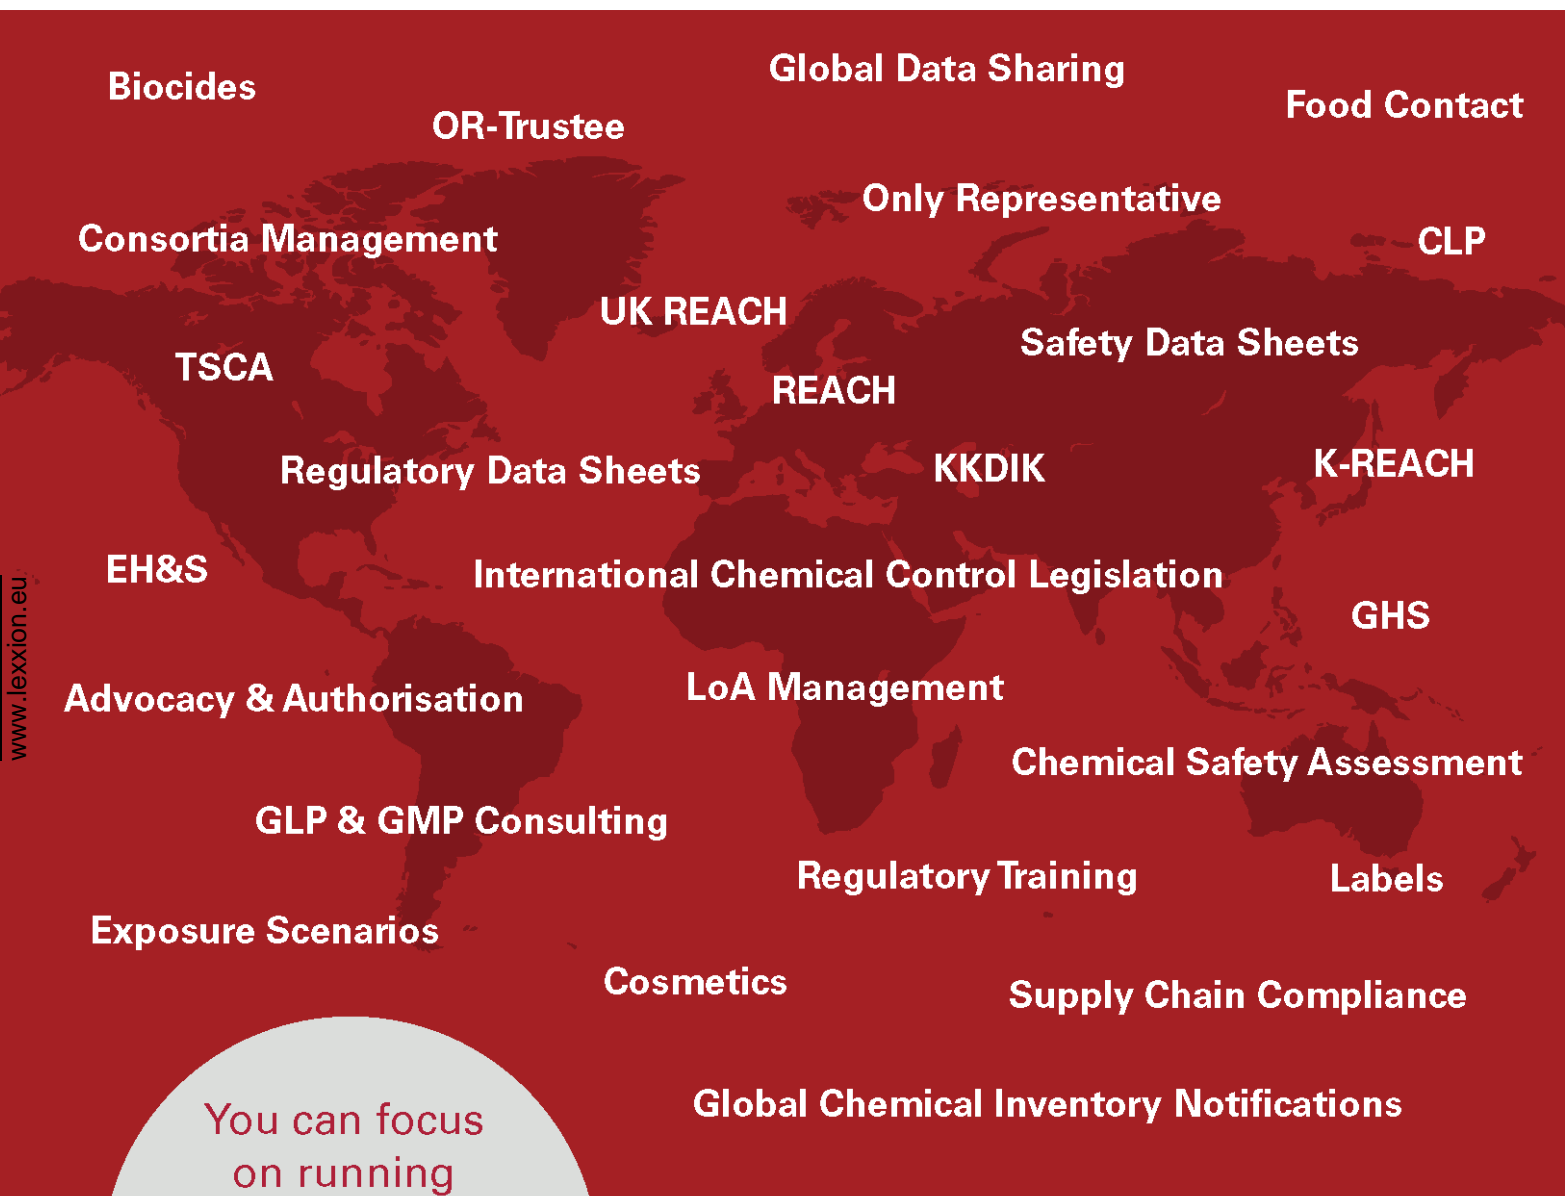 Global Data Sharing
Biocides
Food Contact
OR-Trustee
Only Representative
Consortia Management
CLP
UK REACH
Safety Data Sheets
TSCA
REACH
Regulatory Data Sheets
KKDIK
K-REACH
EH&S
International Chemical Control Legislation
GHS
www.lexxion.eu
Advocacy & Authorisation
LoA Management
Chemical Safety Assessment
GLP & GMP Consulting
Regulatory Training
Labels
Exposure Scenarios
Cosmetics
Supply Chain Compliance
Global Chemical Inventory Notifications
You can focus
on running